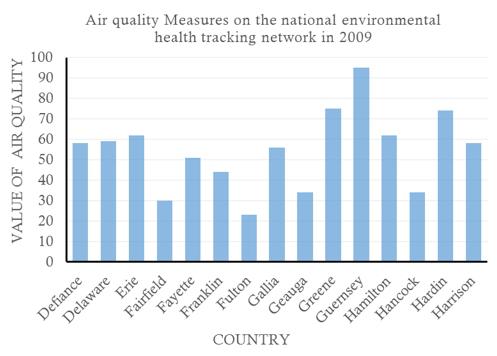 Air quality Measures on the national environmental
health tracking network in 2009
VALUE OF AIR QUALITY
100
90
80
70
60
50
40
30
20
10
0
Defiance
Delaware
Erie
Fairfield
Fayette
Franklin
Fulton
Gallia
Geauga
Greene
Guernsey
Hamilton
Hancock
Hardin
Harrison
COUNTRY